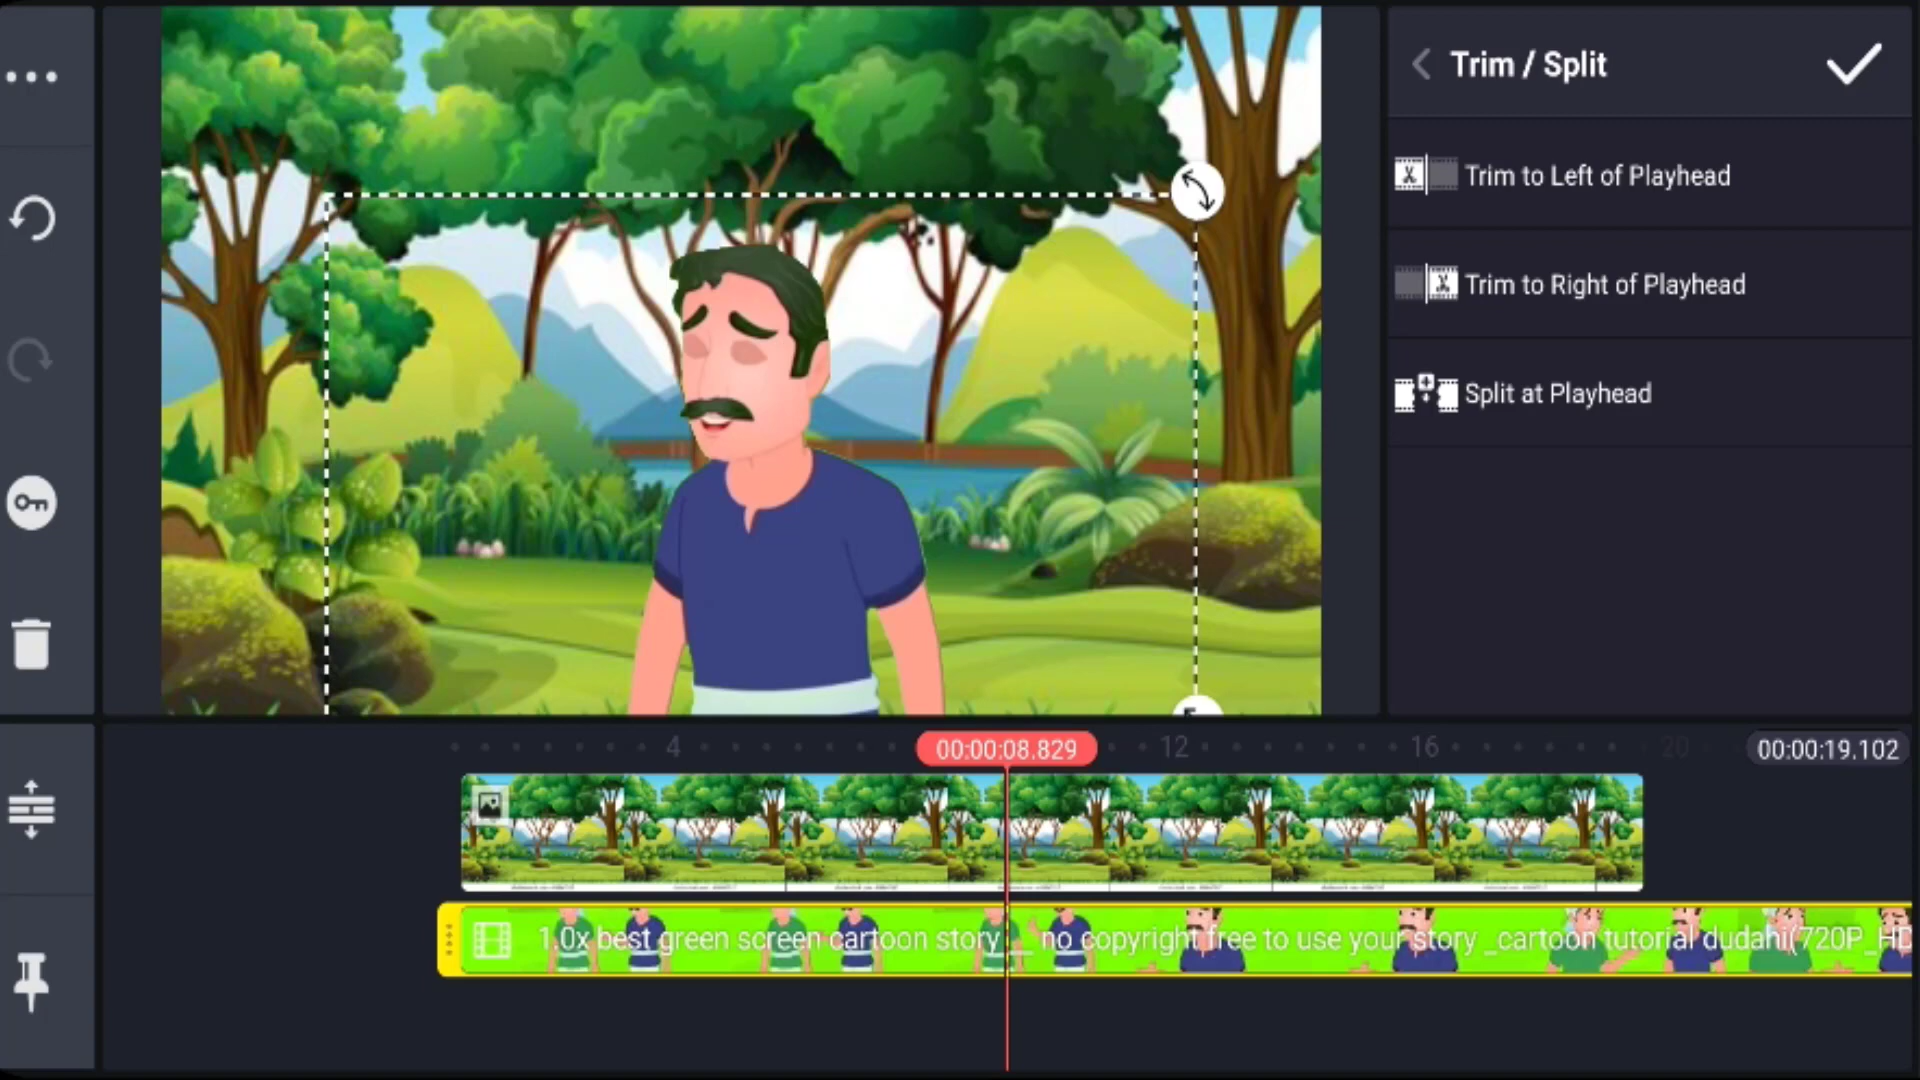 Trim / Split
Trim to Left of Playhead
Trim to Right of Playhead
Split at Playhead
4
00:00:08.829
12
16
20
00:00:19.102
1.0x best green screen cartoon story __ no copyright free to use your story _cartoon tutorial dudahi(720P_HD